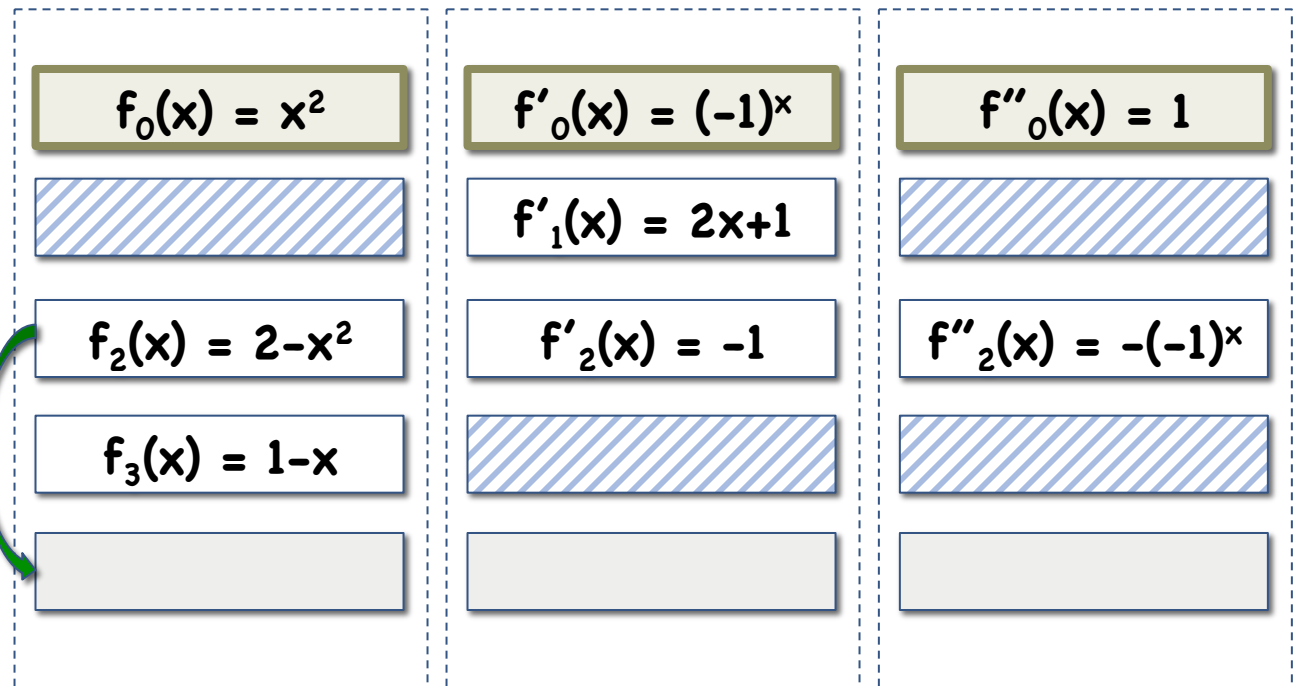 f₀(x) = x²
f′₀(x) = (-1)ˣ
f″₀(x) = 1
f′₁(x) = 2x+1
f₂(x) = 2-x²
f′₂(x) = -1
f″₂(x) = -(-1)ˣ
f₃(x) = 1-x